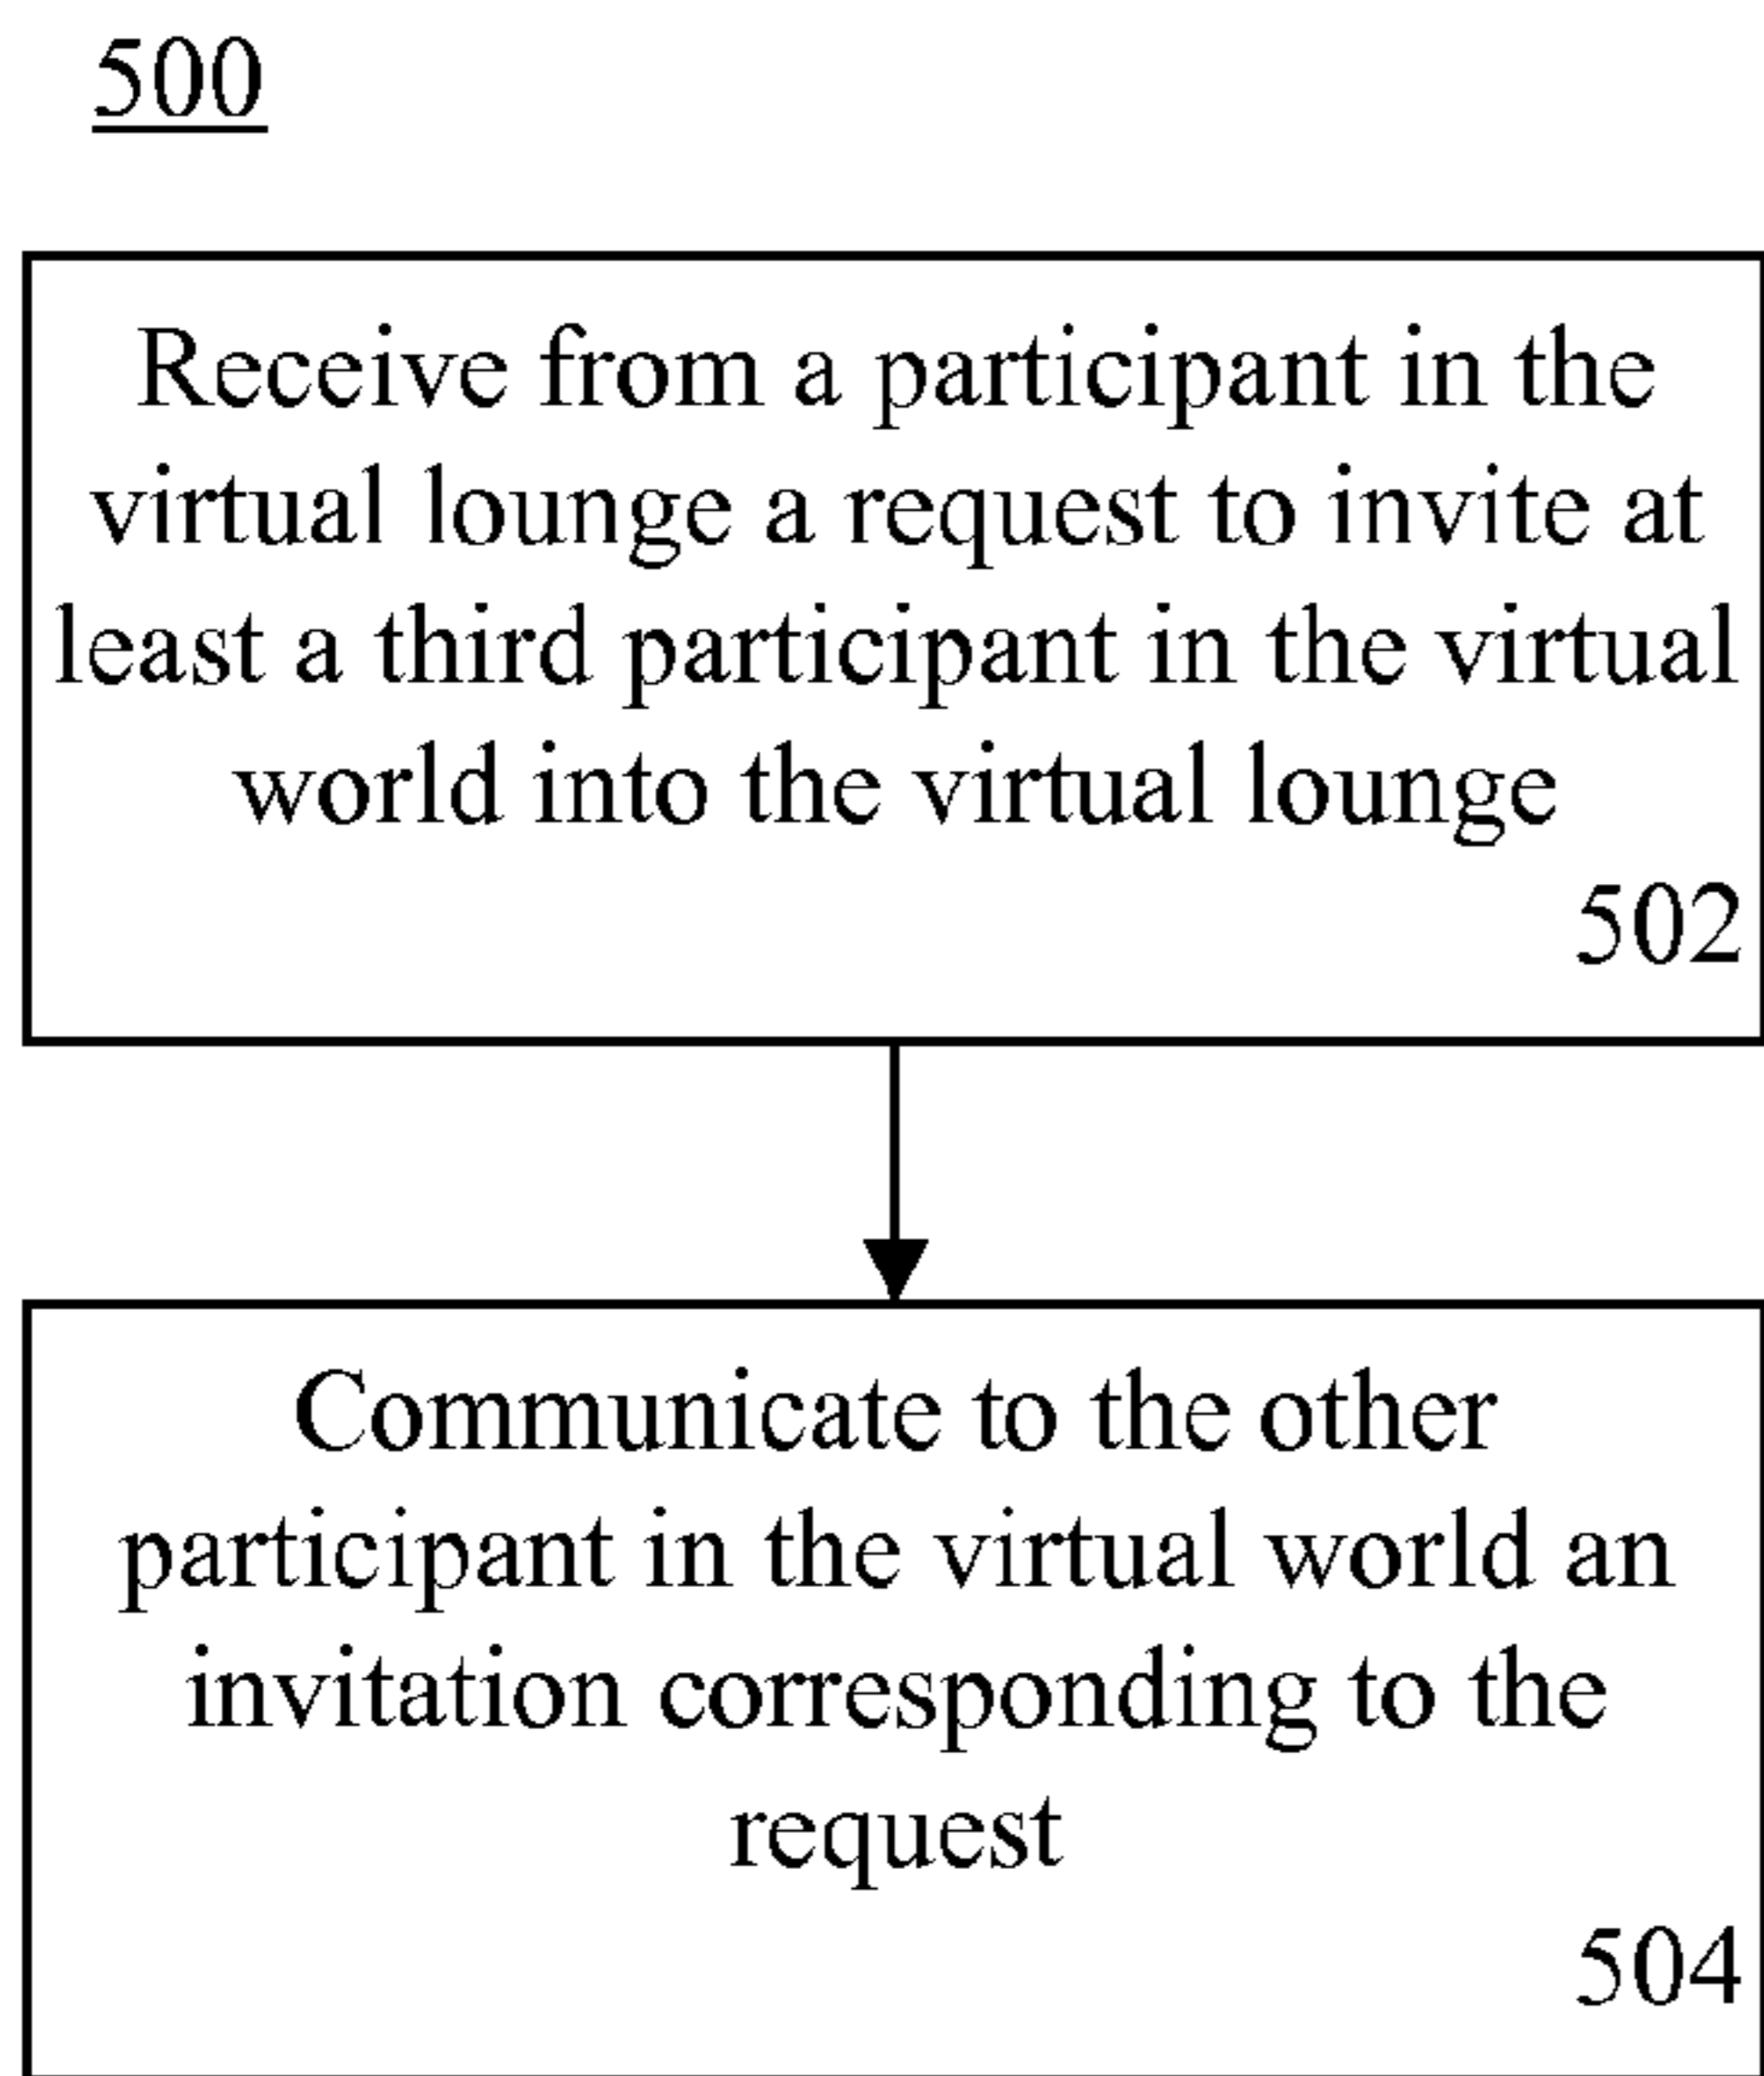 500
Receive from a participant in the
virtual lounge a request to invite at
least a third participant in the virtual
world into the virtual lounge
502
Communicate to the other
participant in the virtual world an
invitation corresponding to the
request
504